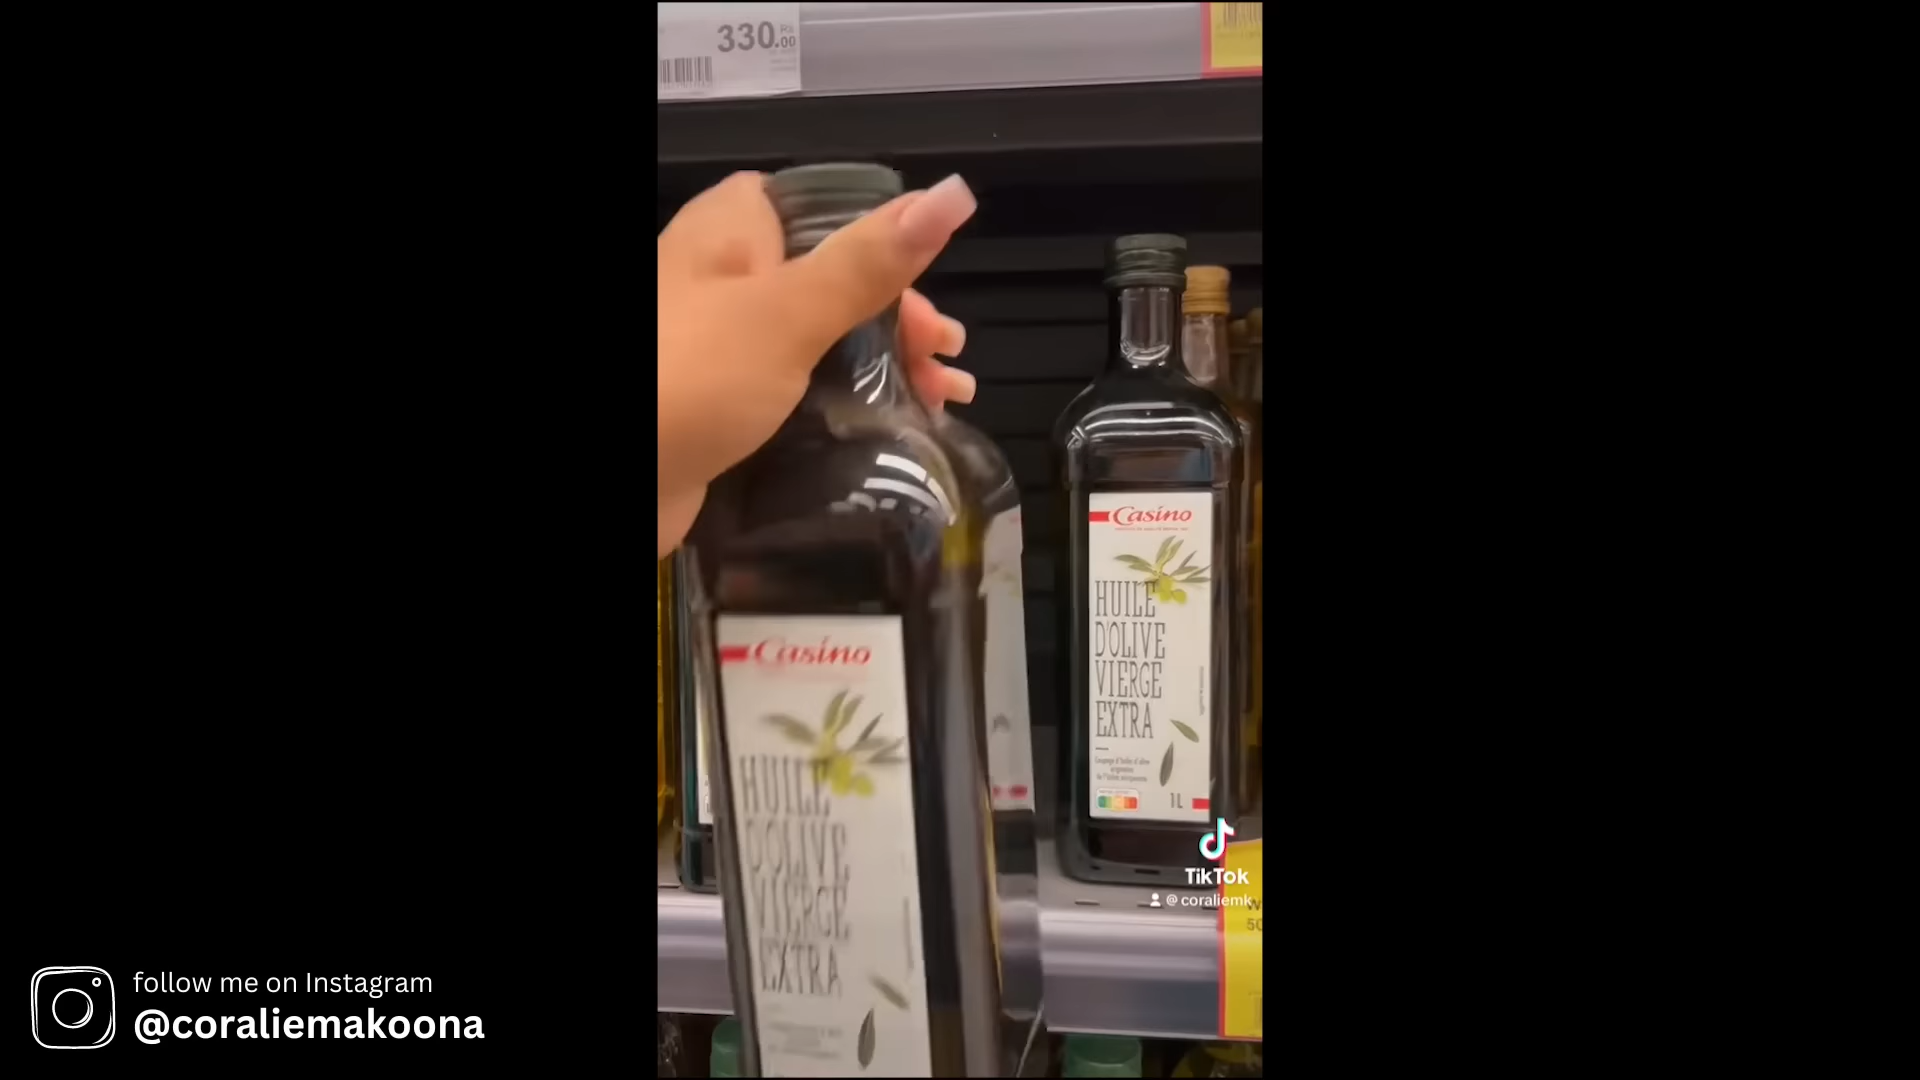 330.00
Rs
Casino
HUILE
D'OLIVE
VIERGE
EXTRA
Casino
HUILE
D'OLIVE
VIERGE
EXTRA
1L
TikTok
@coraliemk
follow me on Instagram
@coraliemakoona